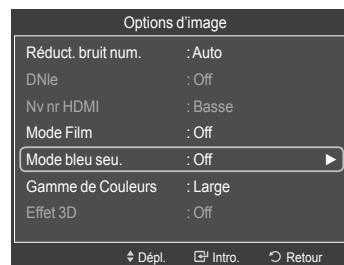 Options d'image
Réduct. bruit num. : Auto
DNIe : Off
Nv nr HDMI : Basse
Mode Film : Off
Mode bleu seu. : Off
Gamme de Couleurs : Large
Effet 3D : Off
Dépl. Intro. Retour